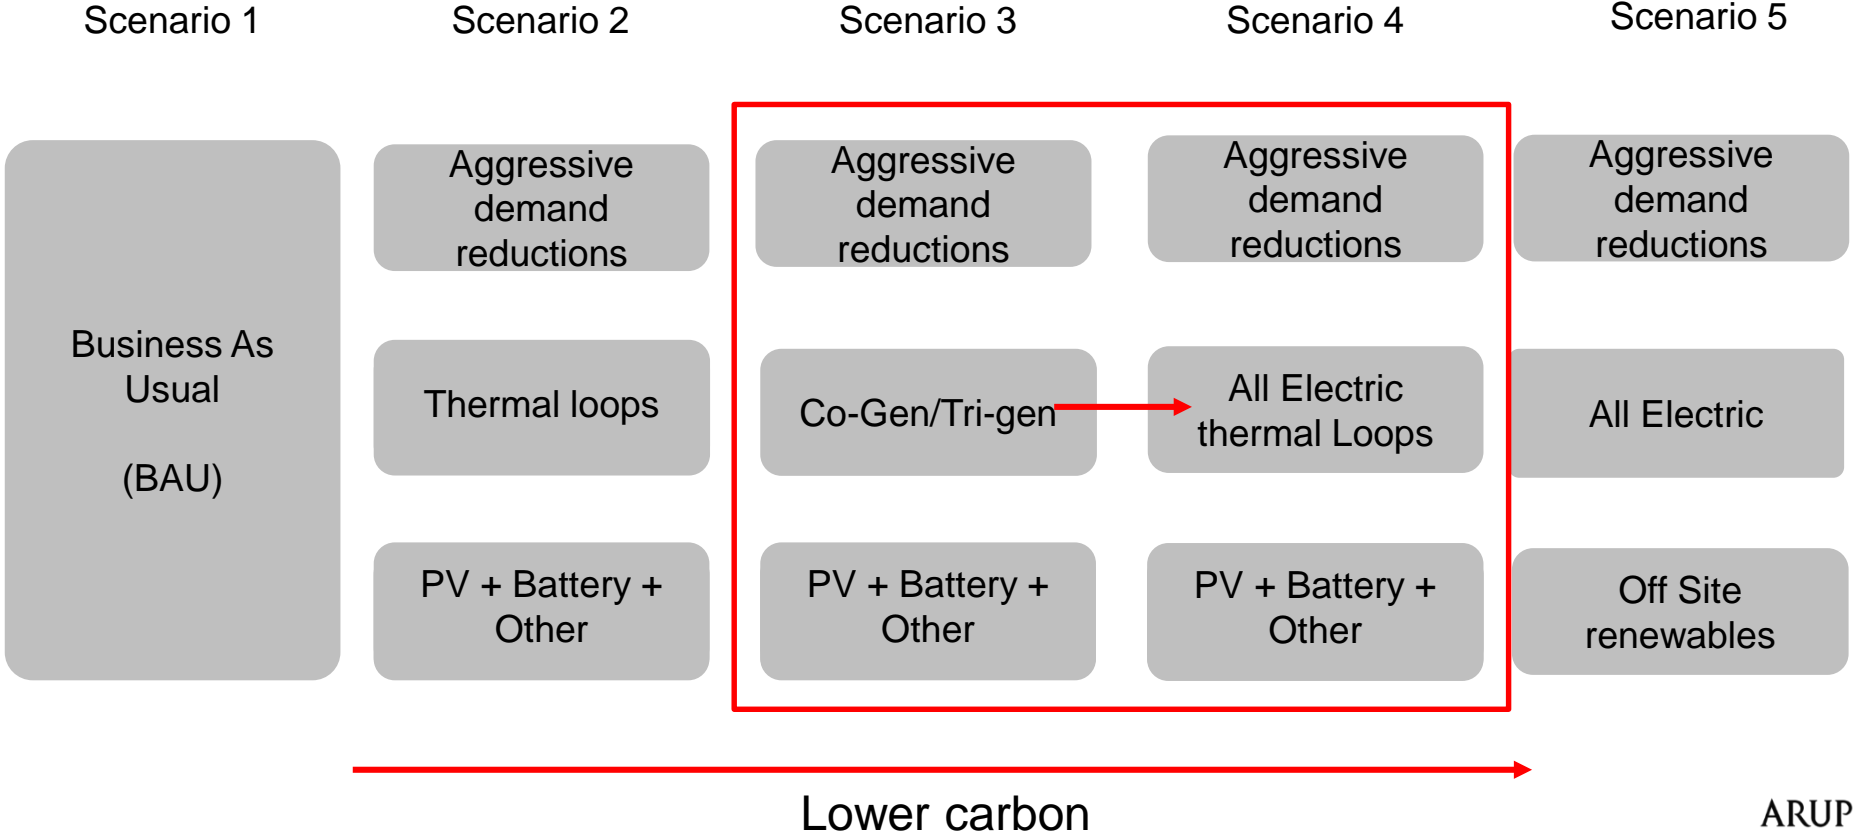 Scenario 1
Scenario 2
Scenario 3
Scenario 4
Scenario 5
Business As
Usual
(BAU)
Aggressive
demand
reductions
Thermal loops
PV + Battery +
Other
Aggressive
demand
reductions
Co-Gen/Tri-gen
PV + Battery +
Other
Aggressive
demand
reductions
All Electric
thermal Loops
PV + Battery +
Other
Aggressive
demand
reductions
All Electric
Off Site
renewables
Lower carbon
ARUP